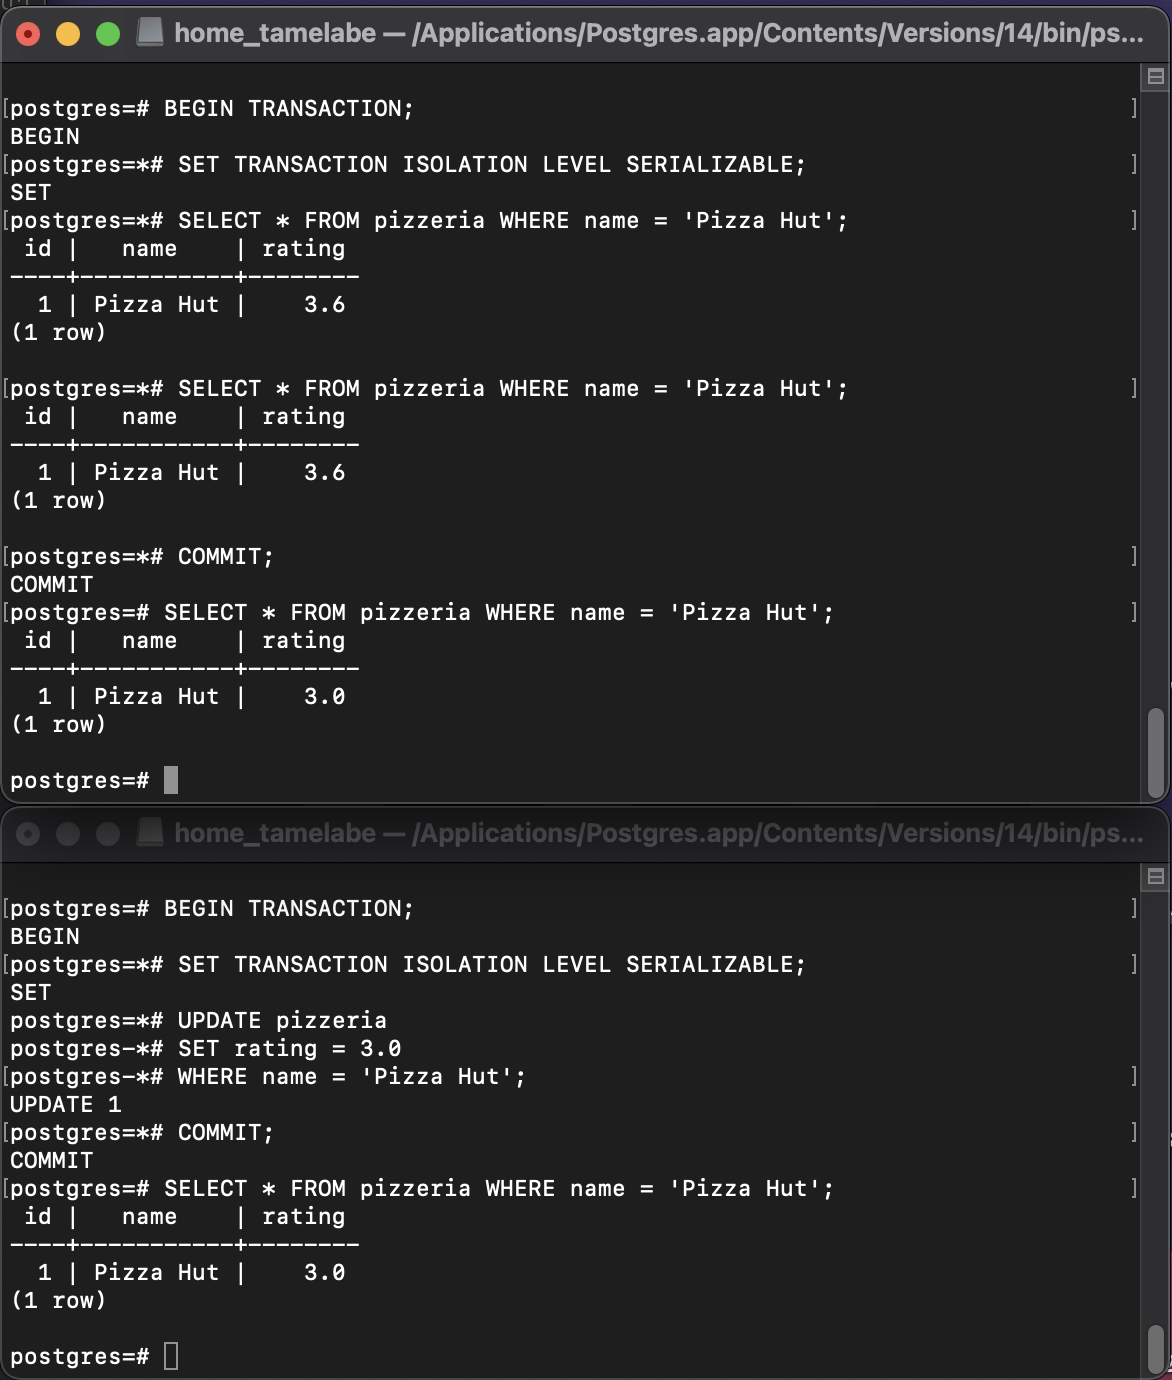 home_tamelabe — /Applications/Postgres.app/Contents/Versions/14/bin/ps...
[postgres=# BEGIN TRANSACTION; ]
BEGIN
[postgres=*# SET TRANSACTION ISOLATION LEVEL SERIALIZABLE; ]
SET
[postgres=*# SELECT * FROM pizzeria WHERE name = 'Pizza Hut'; ]
 id |   name    | rating
----+-----------+--------
  1 | Pizza Hut |    3.6
(1 row)
[postgres=*# SELECT * FROM pizzeria WHERE name = 'Pizza Hut'; ]
 id |   name    | rating
----+-----------+--------
  1 | Pizza Hut |    3.6
(1 row)
[postgres=*# COMMIT; ]
COMMIT
[postgres=# SELECT * FROM pizzeria WHERE name = 'Pizza Hut'; ]
 id |   name    | rating
----+-----------+--------
  1 | Pizza Hut |    3.0
(1 row)
postgres=#
home_tamelabe — /Applications/Postgres.app/Contents/Versions/14/bin/ps...
[postgres=# BEGIN TRANSACTION; ]
BEGIN
[postgres=*# SET TRANSACTION ISOLATION LEVEL SERIALIZABLE; ]
SET
postgres=*# UPDATE pizzeria
postgres-*# SET rating = 3.0
[postgres-*# WHERE name = 'Pizza Hut'; ]
UPDATE 1
[postgres=*# COMMIT; ]
COMMIT
[postgres=# SELECT * FROM pizzeria WHERE name = 'Pizza Hut'; ]
 id |   name    | rating
----+-----------+--------
  1 | Pizza Hut |    3.0
(1 row)
postgres=#